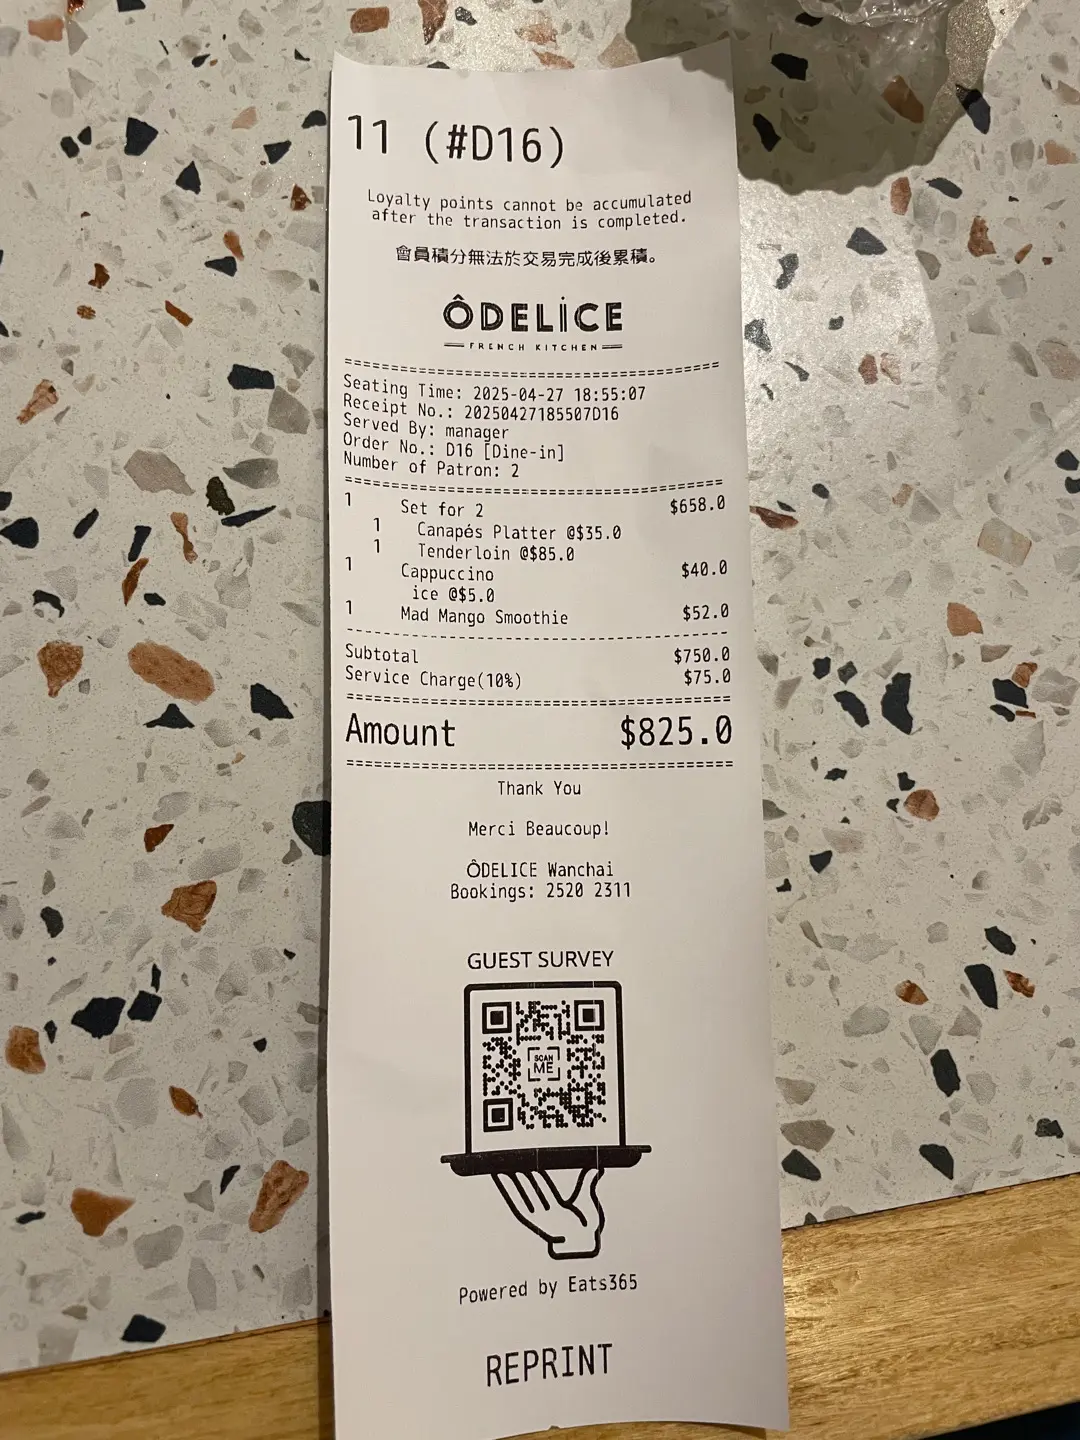 11 (#D16)
Loyalty points cannot be accumulated
after the transaction is completed.
會員積分無法於交易完成後累積。
ÔDELİCE
FRENCH KITCHEN
Seating Time: 2025-04-27 18:55:07
Receipt No.: 20250427185507D16
Served By: manager
Order No.: D16 [Dine-in]
Number of Patron: 2
1 Set for 2 $658.0
1 Canapés Platter @$35.0
1 Tenderloin @$85.0
1 Cappuccino $40.0
ice @$5.0
1 Mad Mango Smoothie $52.0
Subtotal $750.0
Service Charge(10%) $75.0
Amount $825.0
Thank You
Merci Beaucoup!
ÔDELICE Wanchai
Bookings: 2520 2311
GUEST SURVEY
SCAN
ME
Powered by Eats365
REPRINT